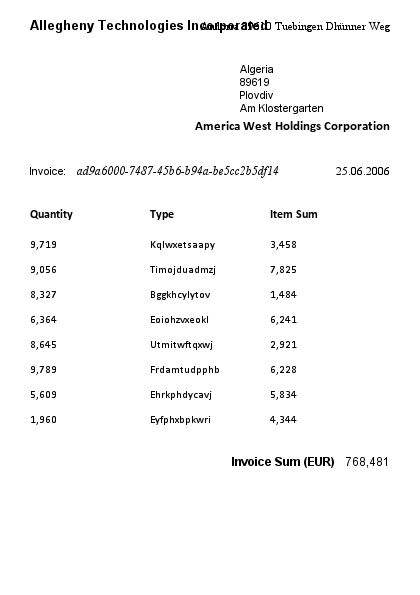 Allegheny Technologies Incorporated Tuebingen Dhünner Weg
Algeria
89619
Plovdiv
Am Klostergarten
America West Holdings Corporation
Invoice: ad9a6000-7487-45b6-b94a-be5cc2b5df14 25.06.2006
Quantity Type Item Sum
9,719 Kqlwxetsaapy 3,458
9,056 Timojduadmzj 7,825
8,327 Bggkhcylytov 1,484
6,364 Eoiohzvxeokl 6,241
8,645 Utmitwftqxwj 2,921
9,789 Frdamtudpphb 6,228
5,609 Ehrkphdycavj 5,834
1,960 Eyfphxbpkwri 4,344
Invoice Sum (EUR) 768,481